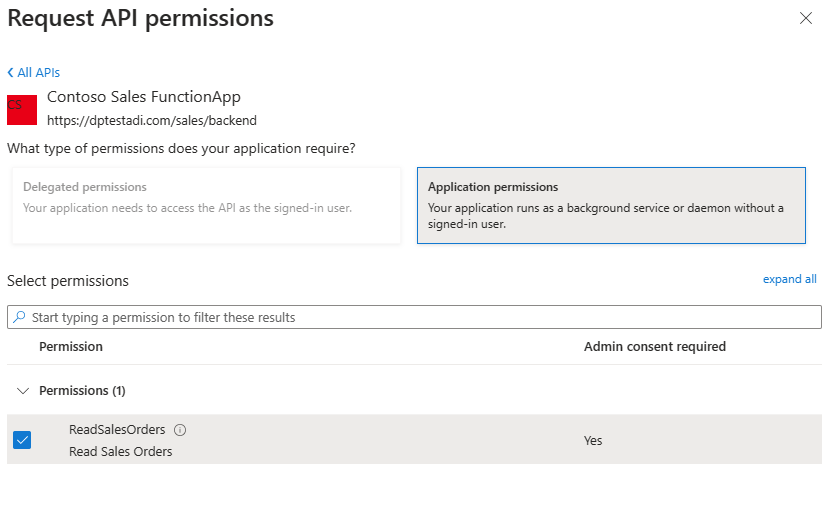 Request API permissions
All APIs
CS
Contoso Sales FunctionApp
https://dptestadi.com/sales/backend
What type of permissions does your application require?
Delegated permissions
Your application needs to access the API as the signed-in user.
Application permissions
Your application runs as a background service or daemon without a
signed-in user.
Select permissions
expand all
Start typing a permission to filter these results
Permission
Admin consent required
Permissions (1)
ReadSalesOrders
Read Sales Orders
Yes